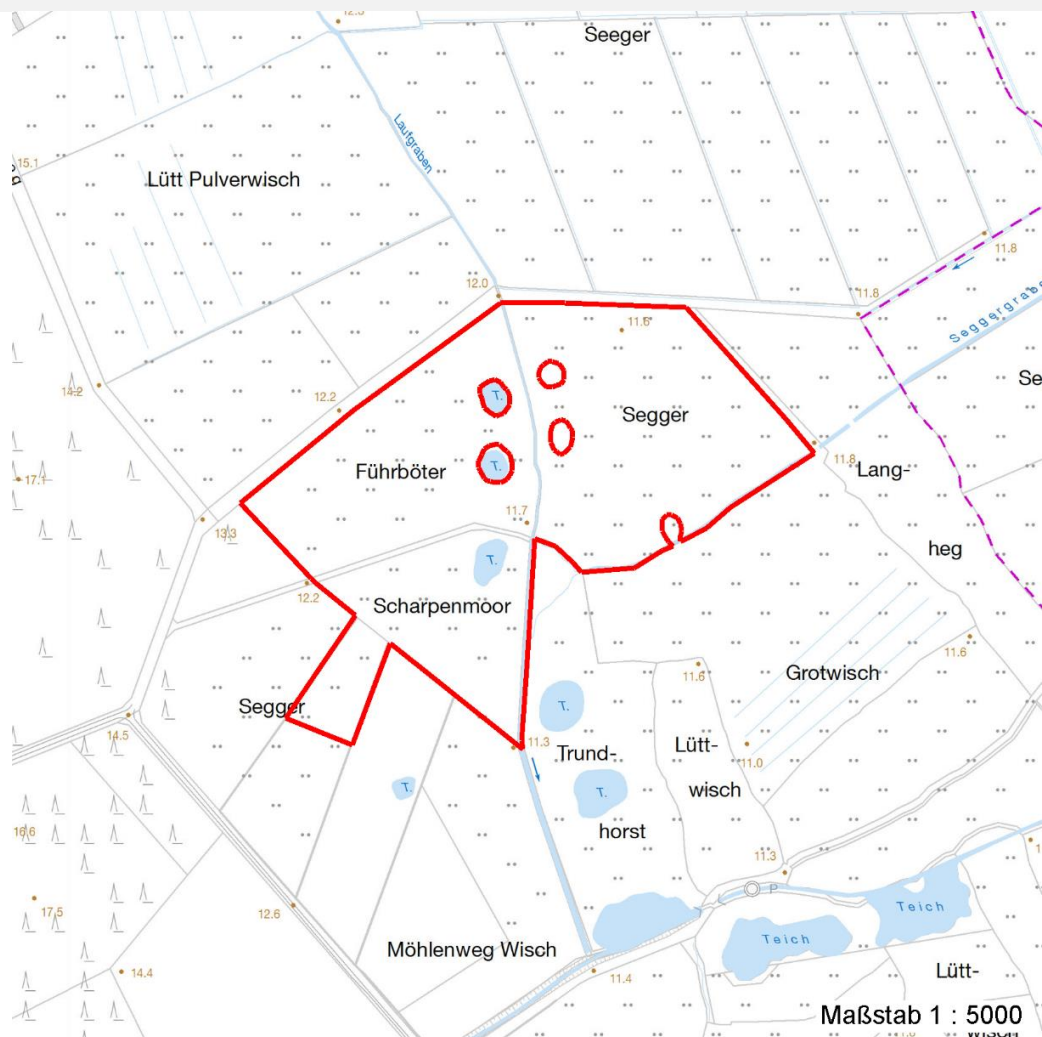 12.5
Seeger
Laufgraben
15.1
Lütt Pulverwisch
11.8
12.0
11.8
11.6
Seggergrabe
14.2
T.
Se
12.2
Segger
11.8
Führböter
T.
Lang-
17.1
13.3
11.7
heg
T.
12.2
Scharpenmoor
11.6
11.6
Grotwisch
Segger
T.
14.5
11.3
Trund-
Lütt-
11.0
T.
T.
wisch
16.6
horst
11.3
P
17.5
12.6
Teich
Teich
Möhlenweg Wisch
14.4
11.4
Lütt-
Maßstab 1 : 5000